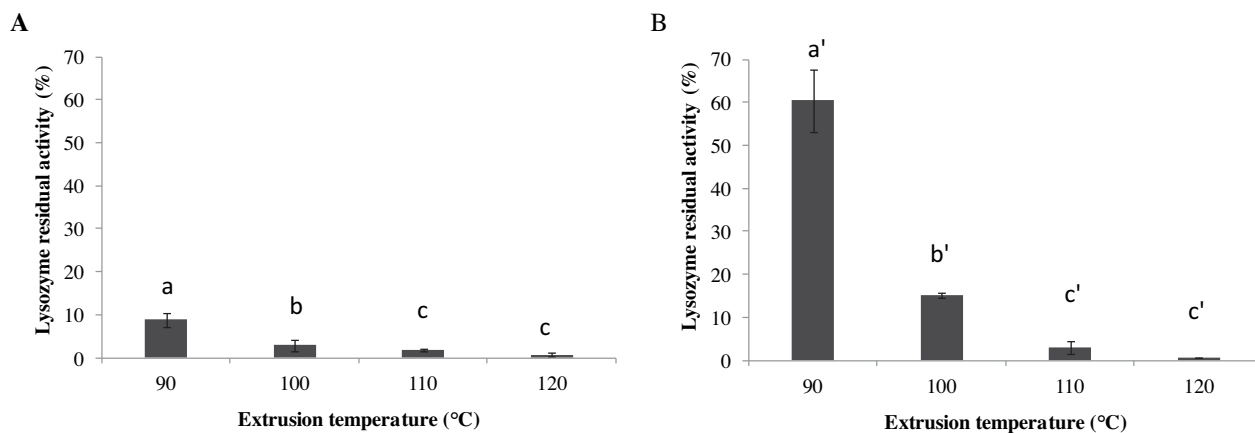 A
Lysozyme residual activity (%)
70
60
50
40
30
20
10
0
a
b
c
c
90 100 110 120
Extrusion temperature (°C)
B
Lysozyme residual activity (%)
70
60
50
40
30
20
10
0
a'
b'
c'
c'
90 100 110 120
Extrusion temperature (°C)